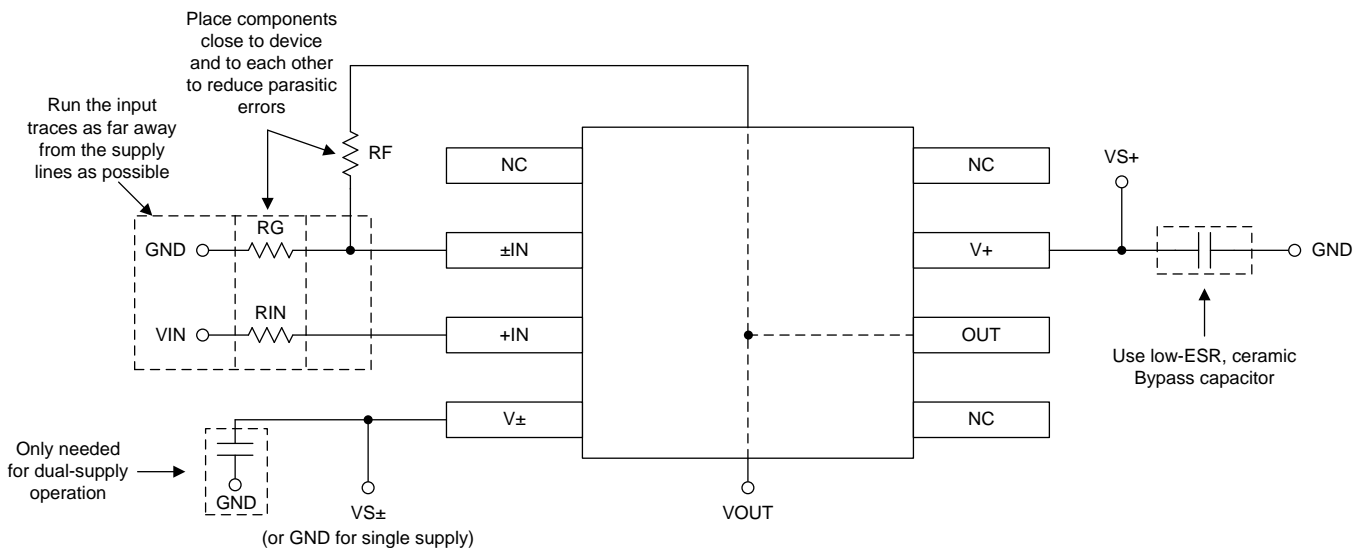 Place components
close to device
and to each other
to reduce parasitic
errors
Run the input
traces as far away
from the supply
lines as possible
RF
NC
NC
VS+
RG
GND
±IN
V+
GND
RIN
VIN
+IN
OUT
Use low-ESR, ceramic
Bypass capacitor
V±
NC
Only needed
for dual-supply
operation
GND
VS±
(or GND for single supply)
VOUT